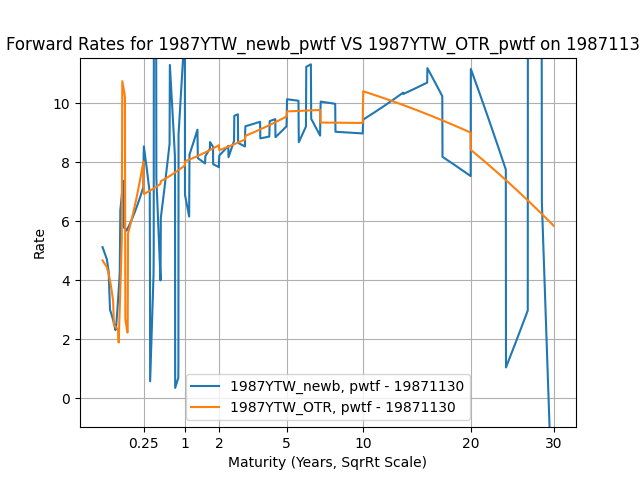 Forward Rates for 1987YTW_newb_pwtf VS 1987YTW_OTR_pwtf on 1987113
10
8
6
4
2
0
Rate
0.25 1 2 5 10 20 30
Maturity (Years, SqrRt Scale)
1987YTW_newb, pwtf - 19871130
1987YTW_OTR, pwtf - 19871130